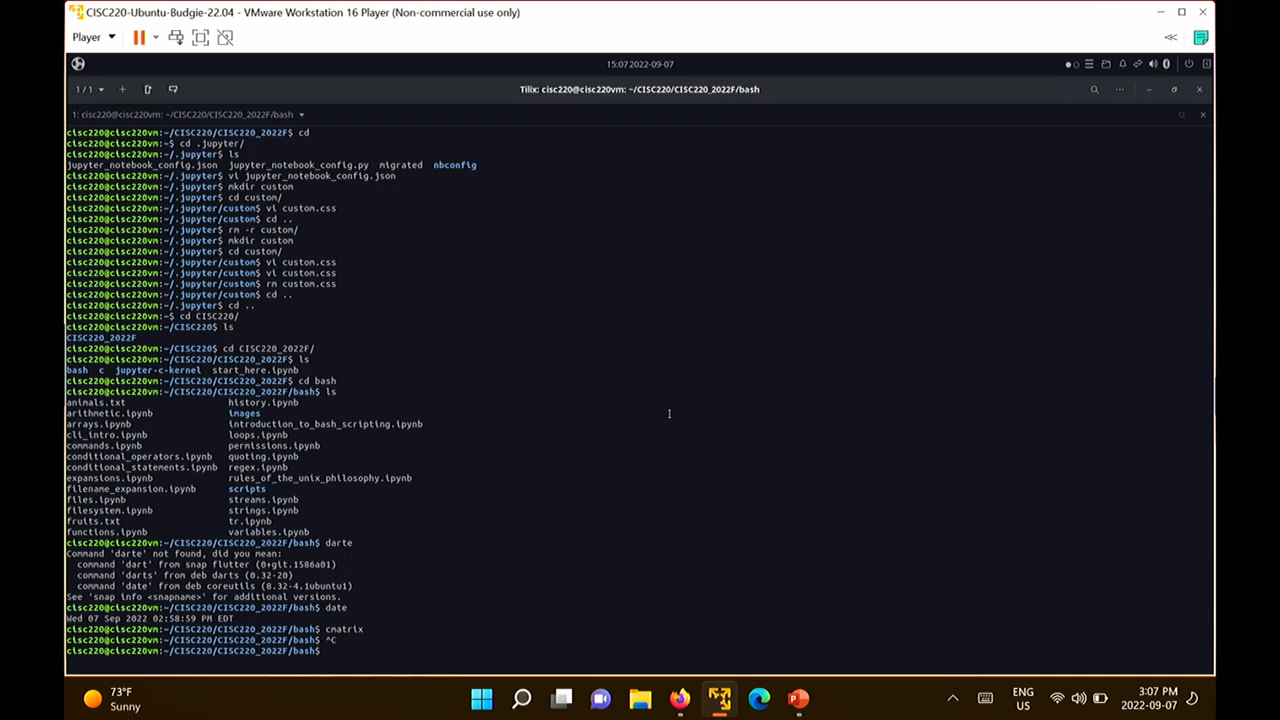 CISC220-Ubuntu-Budgie-22.04 - VMware Workstation 16 Player (Non-commercial use only)
Player
15:07 2022-09-07
1 / 1
Tilix: cisc220@cisc220vm: ~/CISC220/CISC220_2022F/bash
1: cisc220@cisc220vm: ~/CISC220/CISC220_2022F/bash
cisc220@cisc220vm:~/CISC220/CISC220_2022F$ cd
cisc220@cisc220vm:~$ cd .jupyter/
cisc220@cisc220vm:~/.jupyter$ ls
jupyter_notebook_config.json  jupyter_notebook_config.py  migrated  nbconfig
cisc220@cisc220vm:~/.jupyter$ vi jupyter_notebook_config.json
cisc220@cisc220vm:~/.jupyter$ mkdir custom
cisc220@cisc220vm:~/.jupyter$ cd custom/
cisc220@cisc220vm:~/.jupyter/custom$ vi custom.css
cisc220@cisc220vm:~/.jupyter/custom$ cd ..
cisc220@cisc220vm:~/.jupyter$ rm -r custom/
cisc220@cisc220vm:~/.jupyter$ mkdir custom
cisc220@cisc220vm:~/.jupyter$ cd custom/
cisc220@cisc220vm:~/.jupyter/custom$ vi custom.css
cisc220@cisc220vm:~/.jupyter/custom$ vi custom.css
cisc220@cisc220vm:~/.jupyter/custom$ rm custom.css
cisc220@cisc220vm:~/.jupyter/custom$ cd ..
cisc220@cisc220vm:~/.jupyter$ cd ..
cisc220@cisc220vm:~$ cd CISC220/
cisc220@cisc220vm:~/CISC220$ ls
CISC220_2022F
cisc220@cisc220vm:~/CISC220$ cd CISC220_2022F/
cisc220@cisc220vm:~/CISC220/CISC220_2022F$ ls
bash  c  jupyter-c-kernel  start_here.ipynb
cisc220@cisc220vm:~/CISC220/CISC220_2022F$ cd bash
cisc220@cisc220vm:~/CISC220/CISC220_2022F/bash$ ls
animals.txt  history.ipynb
arithmetic.ipynb  images
arrays.ipynb  introduction_to_bash_scripting.ipynb
cli_intro.ipynb  loops.ipynb
commands.ipynb  permissions.ipynb
conditional_operators.ipynb  quoting.ipynb
conditional_statements.ipynb  regex.ipynb
expansions.ipynb  rules_of_the_unix_philosophy.ipynb
filename_expansion.ipynb  scripts
files.ipynb  streams.ipynb
filesystem.ipynb  strings.ipynb
fruits.txt  tr.ipynb
functions.ipynb  variables.ipynb
cisc220@cisc220vm:~/CISC220/CISC220_2022F/bash$ darte
Command 'darte' not found, did you mean:
command 'dart' from snap flutter (0+git.1586a01)
command 'darts' from deb darts (0.32-20)
command 'date' from deb coreutils (8.32-4.1ubuntu1)
See 'snap info <snapname>' for additional versions.
cisc220@cisc220vm:~/CISC220/CISC220_2022F/bash$ date
Wed 07 Sep 2022 02:58:59 PM EDT
cisc220@cisc220vm:~/CISC220/CISC220_2022F/bash$ cmatrix
cisc220@cisc220vm:~/CISC220/CISC220_2022F/bash$ ^C
cisc220@cisc220vm:~/CISC220/CISC220_2022F/bash$
73°F
Sunny
ENG
US
3:07 PM
2022-09-07